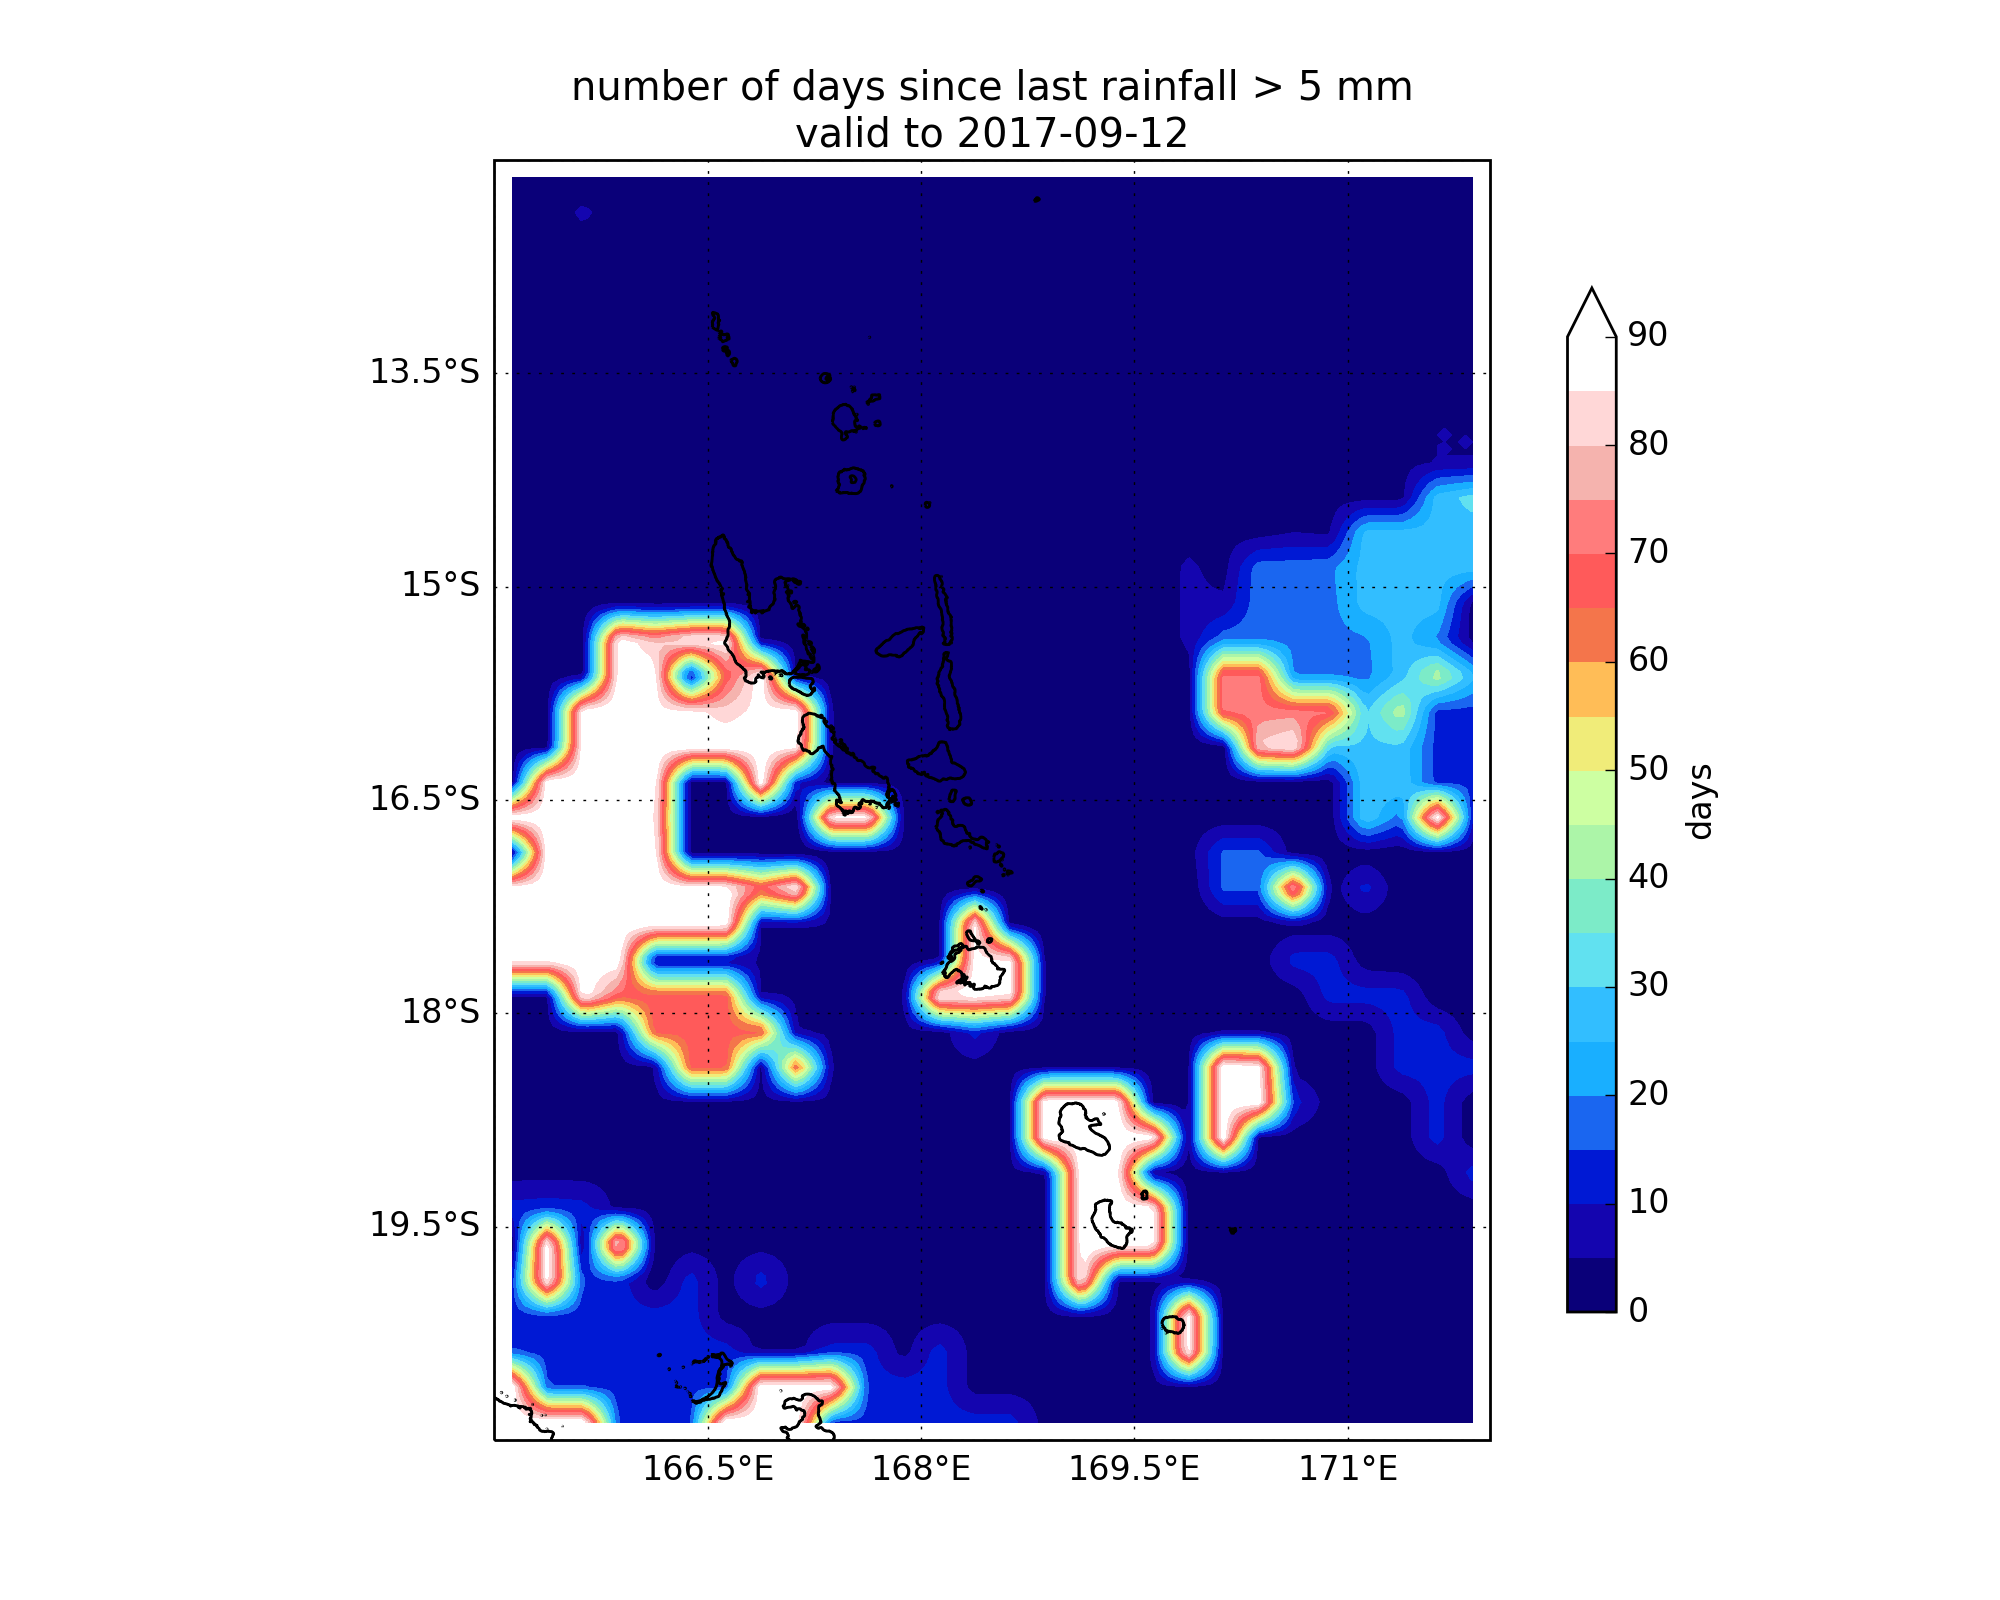 number of days since last rainfall > 5 mm
valid to 2017-09-12
13.5°S
15°S
16.5°S
18°S
19.5°S
166.5°E
168°E
169.5°E
171°E
90
80
70
60
50
40
30
20
10
0
days